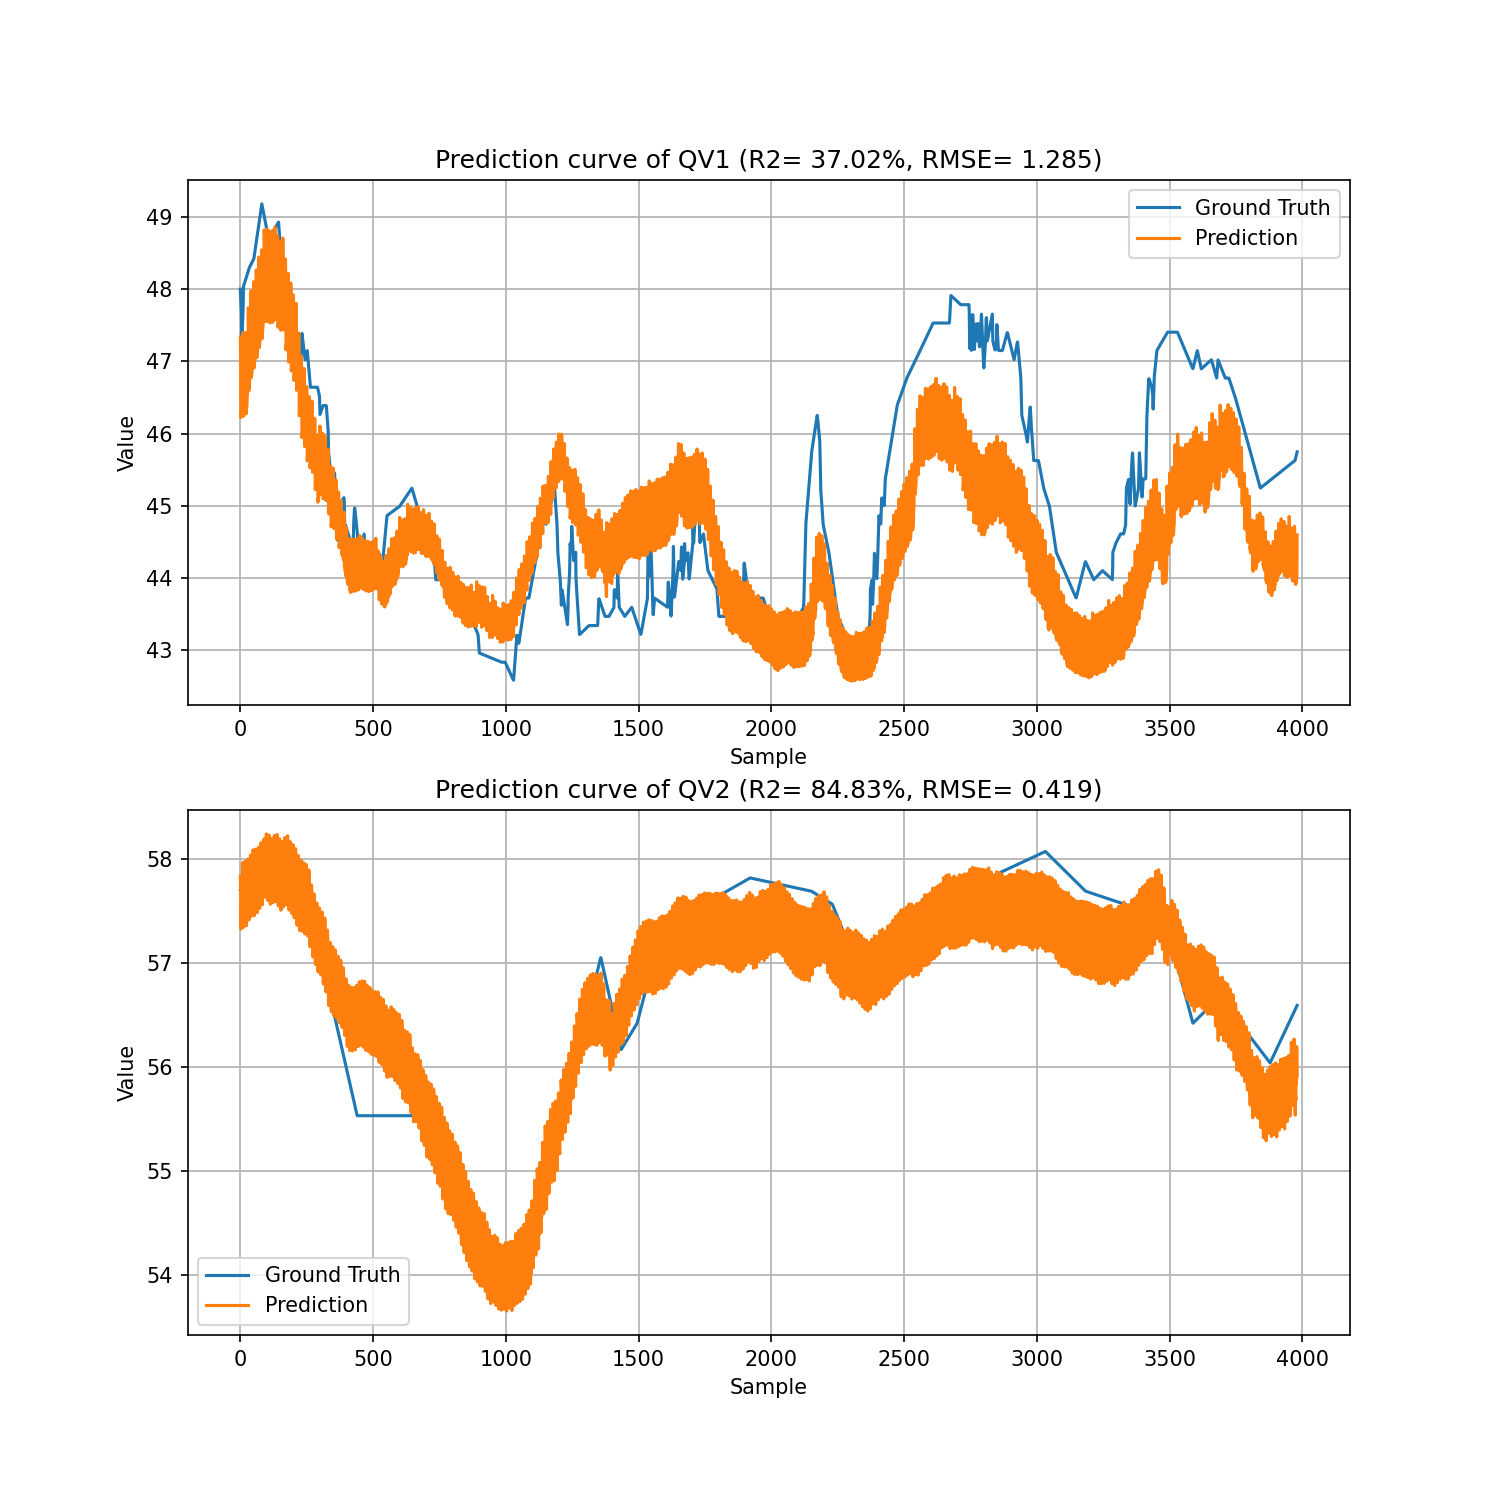 Prediction curve of QV1 (R2= 37.02%, RMSE= 1.285)
Ground Truth
Prediction
49
48
47
46
45
44
43
Value
0 500 1000 1500 2000 2500 3000 3500 4000
Sample
Prediction curve of QV2 (R2= 84.83%, RMSE= 0.419)
58
57
56
55
54
Value
Ground Truth
Prediction
0 500 1000 1500 2000 2500 3000 3500 4000
Sample